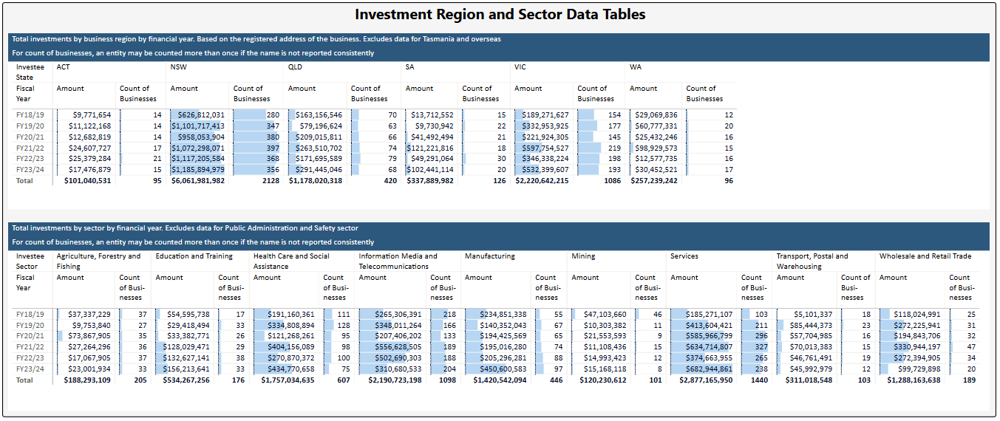 Investment Region and Sector Data Tables
Total investments by business region by financial year. Based on the registered address of the business. Excludes data for Tasmania and overseas
For count of businesses, an entity may be counted more than once if the name is not reported consistently
Investee State ACT NSW QLD SA VIC WA
Fiscal Year Amount Count of Businesses Amount Count of Businesses Amount Count of Businesses Amount Count of Businesses Amount Count of Businesses Amount Count of Businesses
FY18/19 $9,771,654 14 $626,812,031 280 $163,156,546 70 $13,712,552 15 $189,271,627 154 $29,069,836 12
FY19/20 $11,122,168 14 $1,101,717,413 347 $79,196,624 63 $9,730,942 22 $332,953,925 177 $60,777,331 20
FY20/21 $12,682,819 14 $958,053,904 380 $209,015,811 66 $41,492,494 21 $221,924,305 145 $25,432,246 16
FY21/22 $24,607,727 17 $1,072,298,071 397 $263,510,702 74 $121,221,816 18 $597,754,527 219 $98,929,573 15
FY22/23 $25,379,284 21 $1,117,205,584 368 $171,695,589 79 $49,291,064 30 $346,338,224 198 $12,577,735 16
FY23/24 $17,476,879 15 $1,185,894,979 356 $291,445,046 68 $102,441,114 20 $532,399,607 193 $30,452,521 17
Total $101,040,531 95 $6,061,981,982 2128 $1,178,020,318 420 $337,889,982 126 $2,220,642,215 1086 $257,239,242 96
Total investments by sector by financial year. Excludes data for Public Administration and Safety sector
For count of businesses, an entity may be counted more than once if the name is not reported consistently
Investee Sector Agriculture, Forestry and Fishing Education and Training Health Care and Social Assistance Information Media and Telecommunications Manufacturing Mining Services Transport, Postal and Warehousing Wholesale and Retail Trade
Fiscal Year Amount Count of Busi-nesses Amount Count of Busi-nesses Amount Count of Busi-nesses Amount Count of Busi-nesses Amount Count of Busi-nesses Amount Count of Busi-nesses Amount Count of Busi-nesses Amount Count of Busi-nesses Amount Count of Busi-nesses
FY18/19 $37,337,229 37 $54,595,738 17 $191,160,361 111 $265,306,391 218 $234,851,338 55 $47,103,660 46 $185,271,107 103 $5,101,337 18 $118,024,991 25
FY19/20 $9,753,840 27 $29,418,494 33 $334,808,894 128 $348,011,264 166 $140,352,043 67 $10,303,382 11 $413,604,421 211 $85,444,373 23 $272,225,941 31
FY20/21 $73,867,905 35 $33,382,771 26 $121,268,261 95 $207,406,202 133 $194,425,569 65 $21,553,593 9 $585,966,799 296 $57,704,985 16 $194,843,706 32
FY21/22 $27,264,296 36 $128,029,471 29 $404,156,089 98 $556,628,505 189 $195,016,280 74 $11,108,436 15 $634,714,807 327 $70,013,383 15 $330,944,197 47
FY22/23 $17,067,905 37 $132,627,141 38 $270,870,372 100 $502,690,303 188 $205,296,281 88 $14,993,423 12 $374,663,955 265 $46,761,491 19 $272,394,905 34
FY23/24 $23,001,934 33 $156,213,641 33 $434,770,658 75 $310,680,533 204 $450,600,583 97 $15,168,118 8 $682,944,861 238 $45,992,979 12 $99,729,898 20
Total $188,293,109 205 $534,267,256 176 $1,757,034,635 607 $2,190,723,198 1098 $1,420,542,094 446 $120,230,612 101 $2,877,165,950 1440 $311,018,548 103 $1,288,163,638 189